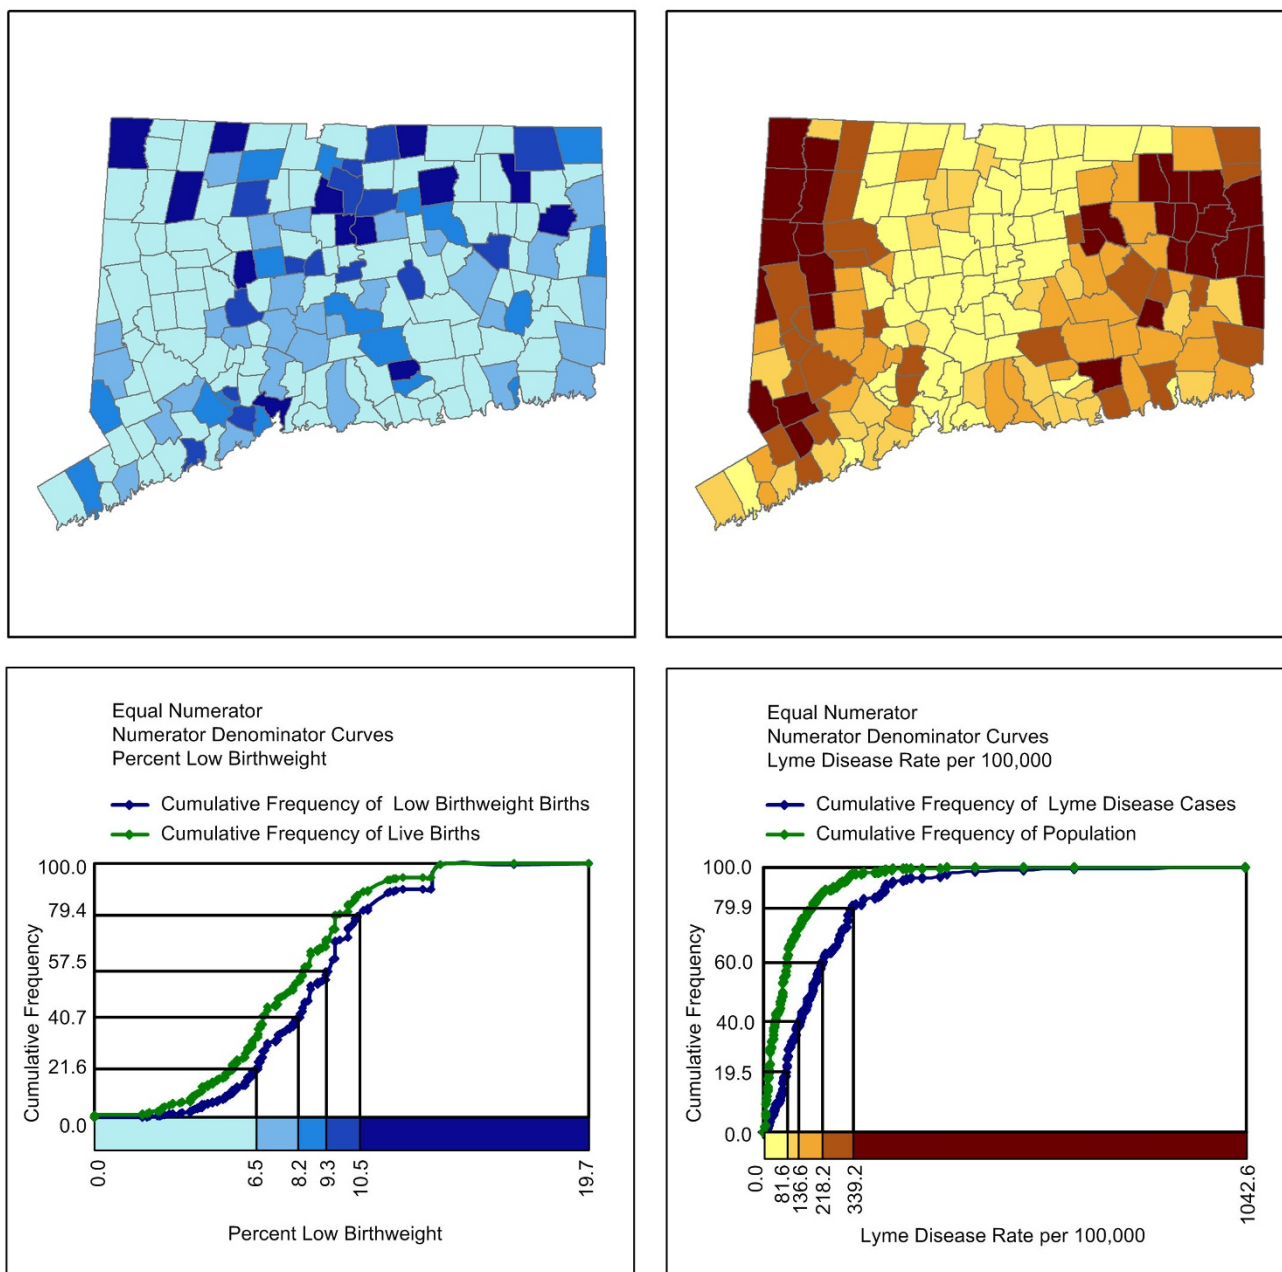 Equal Numerator
Numerator Denominator Curves
Percent Low Birthweight
Cumulative Frequency of Low Birthweight Births
Cumulative Frequency of Live Births
100.0
79.4
57.5
40.7
21.6
0.0
Cumulative Frequency
0.0
6.5
8.2
9.3
10.5
19.7
Percent Low Birthweight
Equal Numerator
Numerator Denominator Curves
Lyme Disease Rate per 100,000
Cumulative Frequency of Lyme Disease Cases
Cumulative Frequency of Population
100.0
79.9
60.0
40.0
19.5
0.0
Cumulative Frequency
0.0
81.6
136.6
218.2
339.2
1042.6
Lyme Disease Rate per 100,000